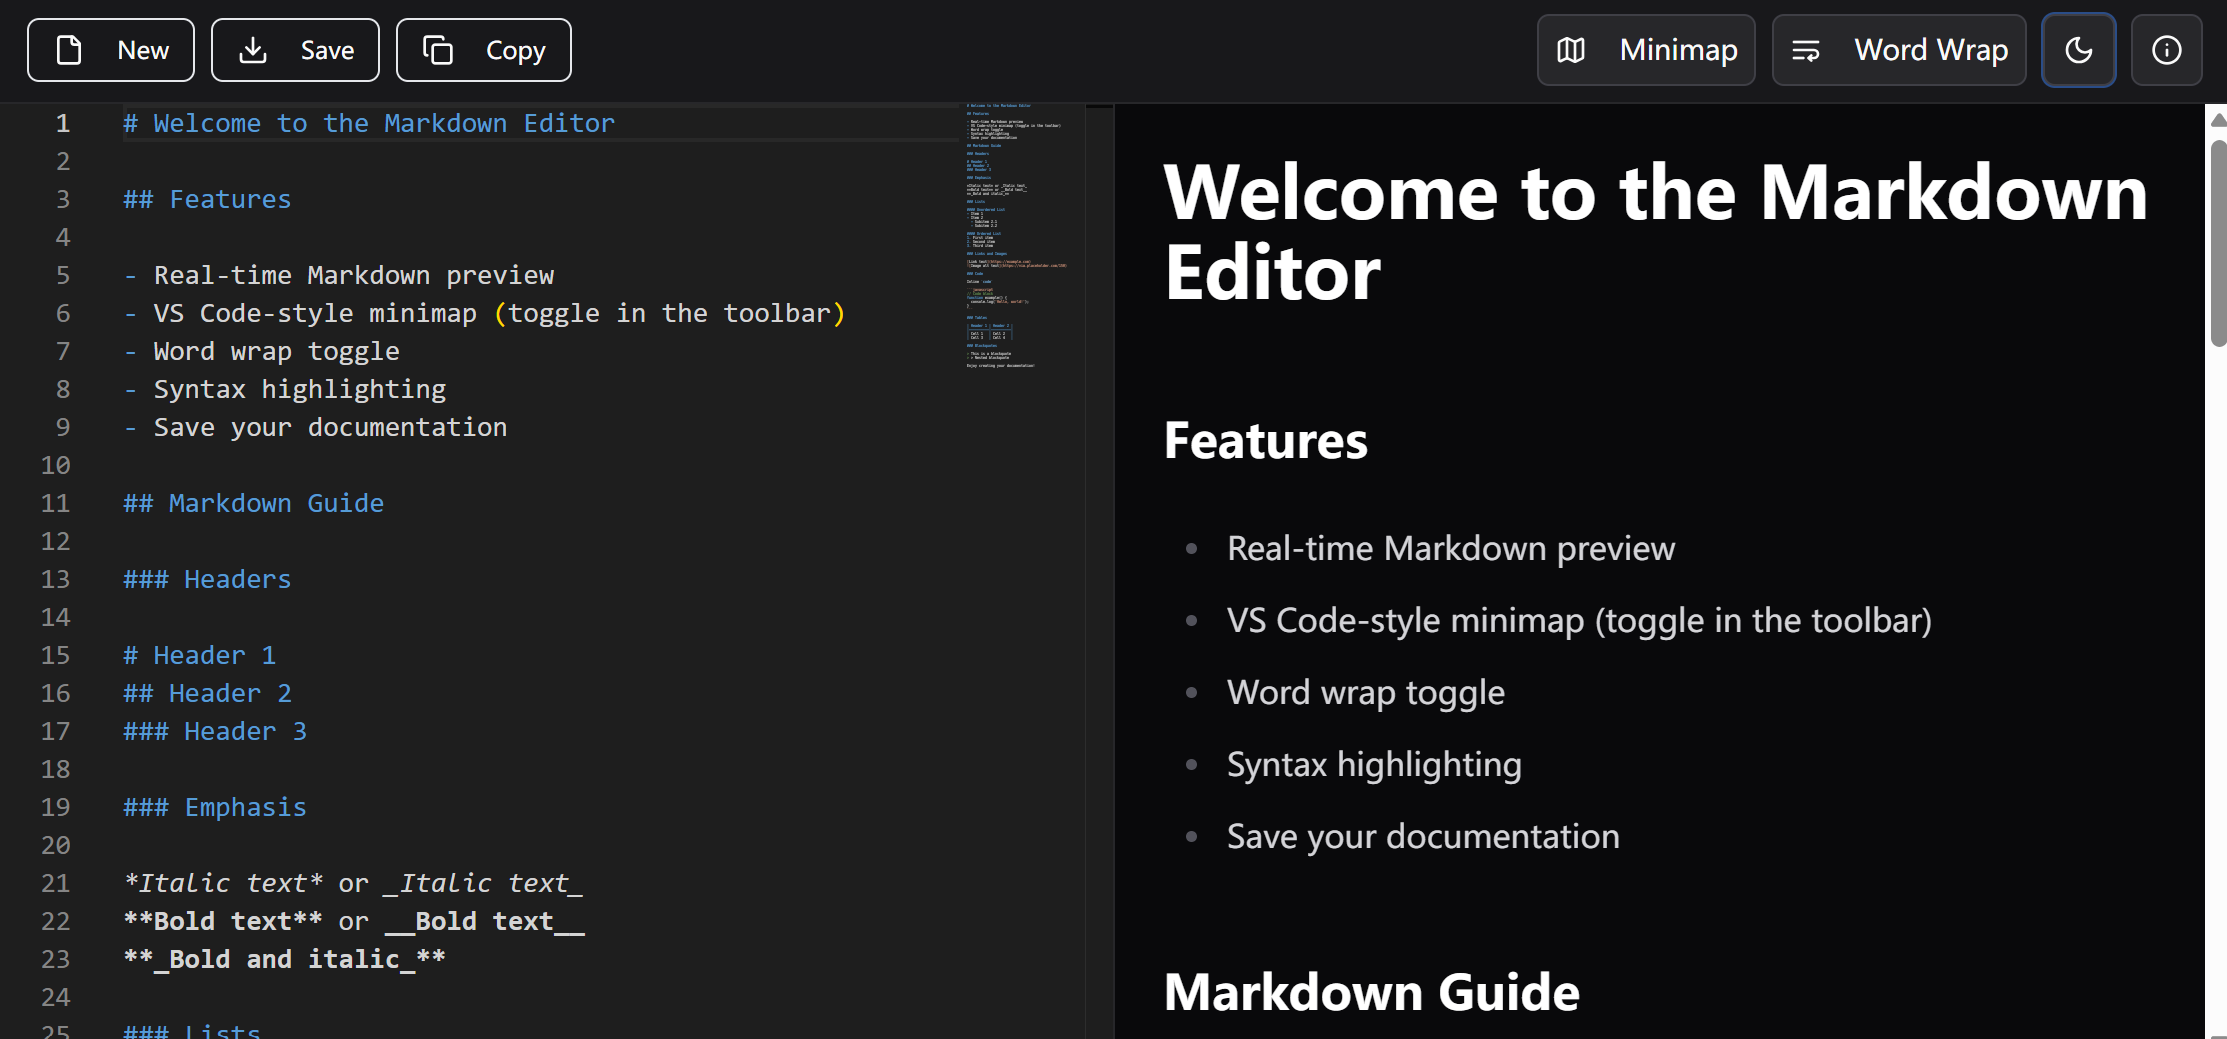 New Save Copy Minimap Word Wrap
1 # Welcome to the Markdown Editor
2
3 ## Features
4
5 - Real-time Markdown preview
6 - VS Code-style minimap (toggle in the toolbar)
7 - Word wrap toggle
8 - Syntax highlighting
9 - Save your documentation
10
11 ## Markdown Guide
12
13 ### Headers
14
15 # Header 1
16 ## Header 2
17 ### Header 3
18
19 ### Emphasis
20
21 *Italic text* or _Italic text_
22 **Bold text** or __Bold text__
23 **_Bold and italic_**
24
25 ### Lists
Welcome to the Markdown
Editor
Features
• Real-time Markdown preview
• VS Code-style minimap (toggle in the toolbar)
• Word wrap toggle
• Syntax highlighting
• Save your documentation
Markdown Guide